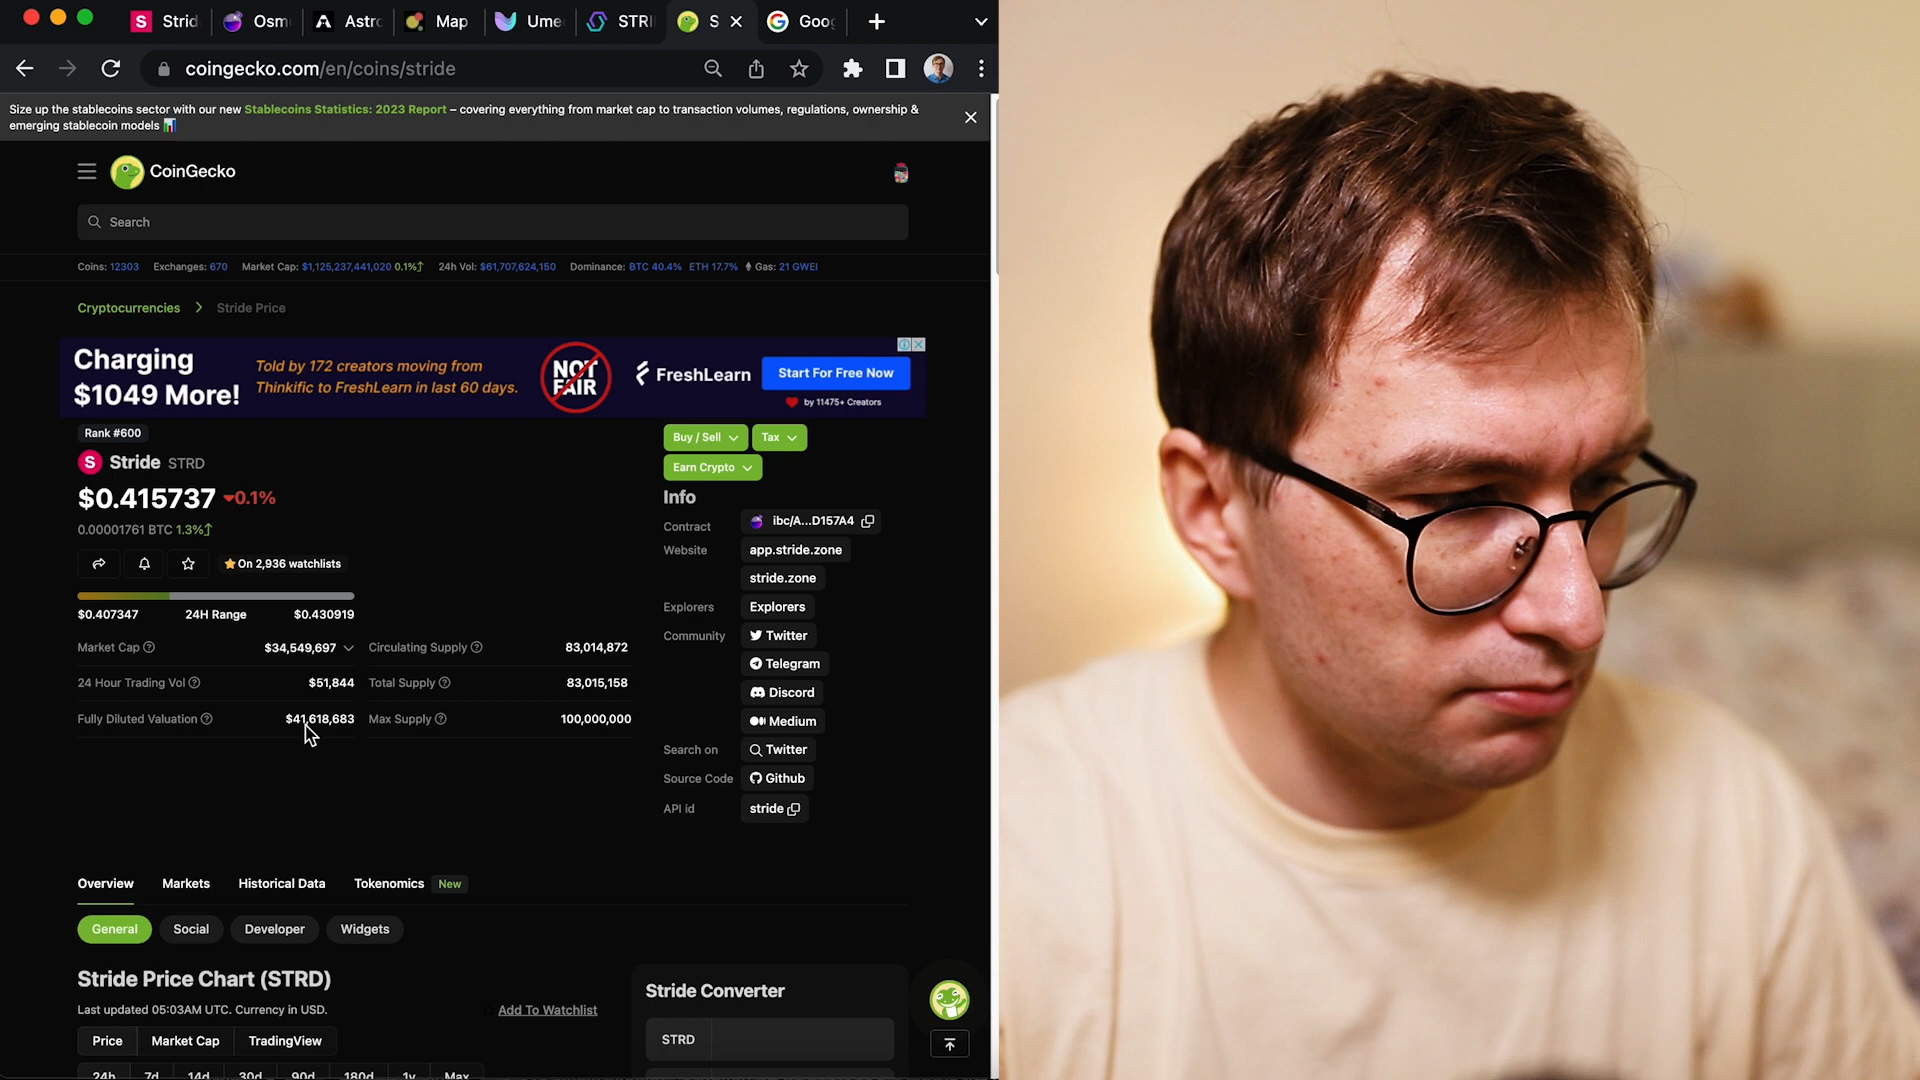 Strid
Osm
Astro
Map
Ume
STRI
S
Goog
coingecko.com/en/coins/stride
Size up the stablecoins sector with our new Stablecoins Statistics: 2023 Report – covering everything from market cap to transaction volumes, regulations, ownership &
emerging stablecoin models
CoinGecko
Search
Coins: 12303 Exchanges: 670 Market Cap: $1,125,237,441,020 0.1% 24h Vol: $61,707,624,150 Dominance: BTC 40.4% ETH 17.7% Gas: 21 GWEI
Cryptocurrencies > Stride Price
Charging
$1049 More!
Told by 172 creators moving from
Thinkific to FreshLearn in last 60 days.
NOT
FAIR
FreshLearn
Start For Free Now
by 11475+ Creators
Rank #600
Stride STRD
$0.415737 0.1%
0.00001761 BTC 1.3%
On 2,936 watchlists
$0.407347 24H Range $0.430919
Market Cap $34,549,697
24 Hour Trading Vol $51,844
Fully Diluted Valuation $41,618,683
Circulating Supply 83,014,872
Total Supply 83,015,158
Max Supply 100,000,000
Buy / Sell
Tax
Earn Crypto
Info
Contract ibc/A...D157A4
Website app.stride.zone
stride.zone
Explorers Explorers
Community Twitter
Telegram
Discord
Medium
Search on Twitter
Source Code Github
API id stride
Overview Markets Historical Data Tokenomics New
General Social Developer Widgets
Stride Price Chart (STRD)
Last updated 05:03AM UTC. Currency in USD.
Add To Watchlist
Price Market Cap TradingView
24h 7d 14d 30d 90d 180d 1y Max
Stride Converter
STRD